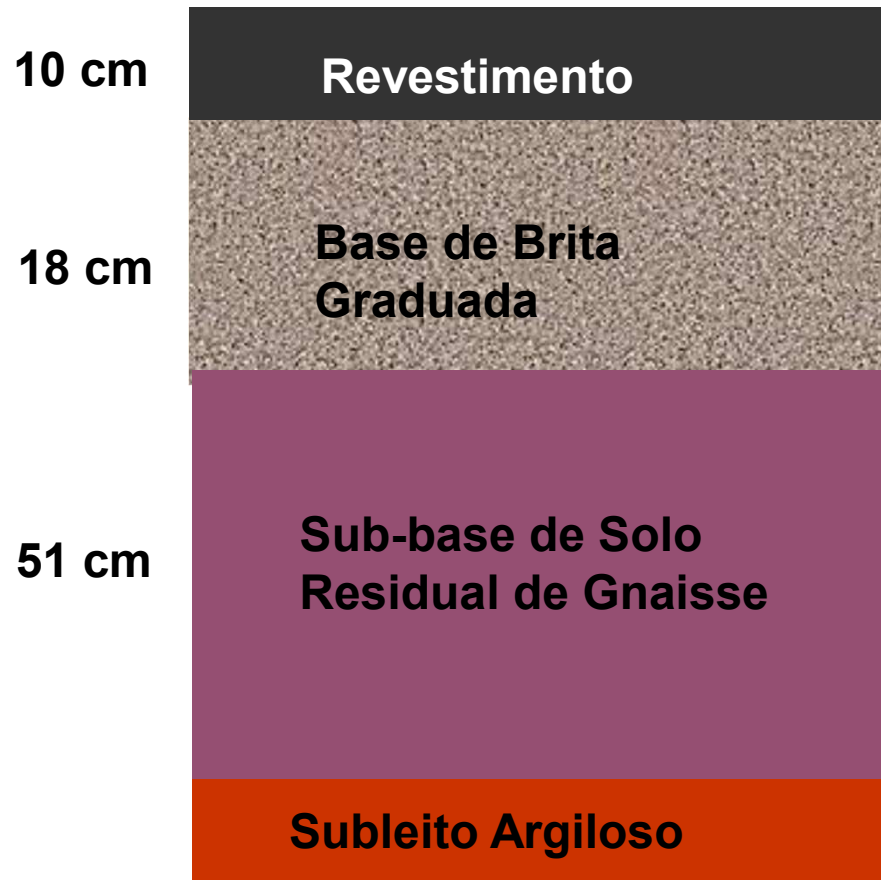 10 cm
Revestimento
18 cm
Base de Brita
Graduada
51 cm
Sub-base de Solo
Residual de Gnaisse
Subleito Argiloso